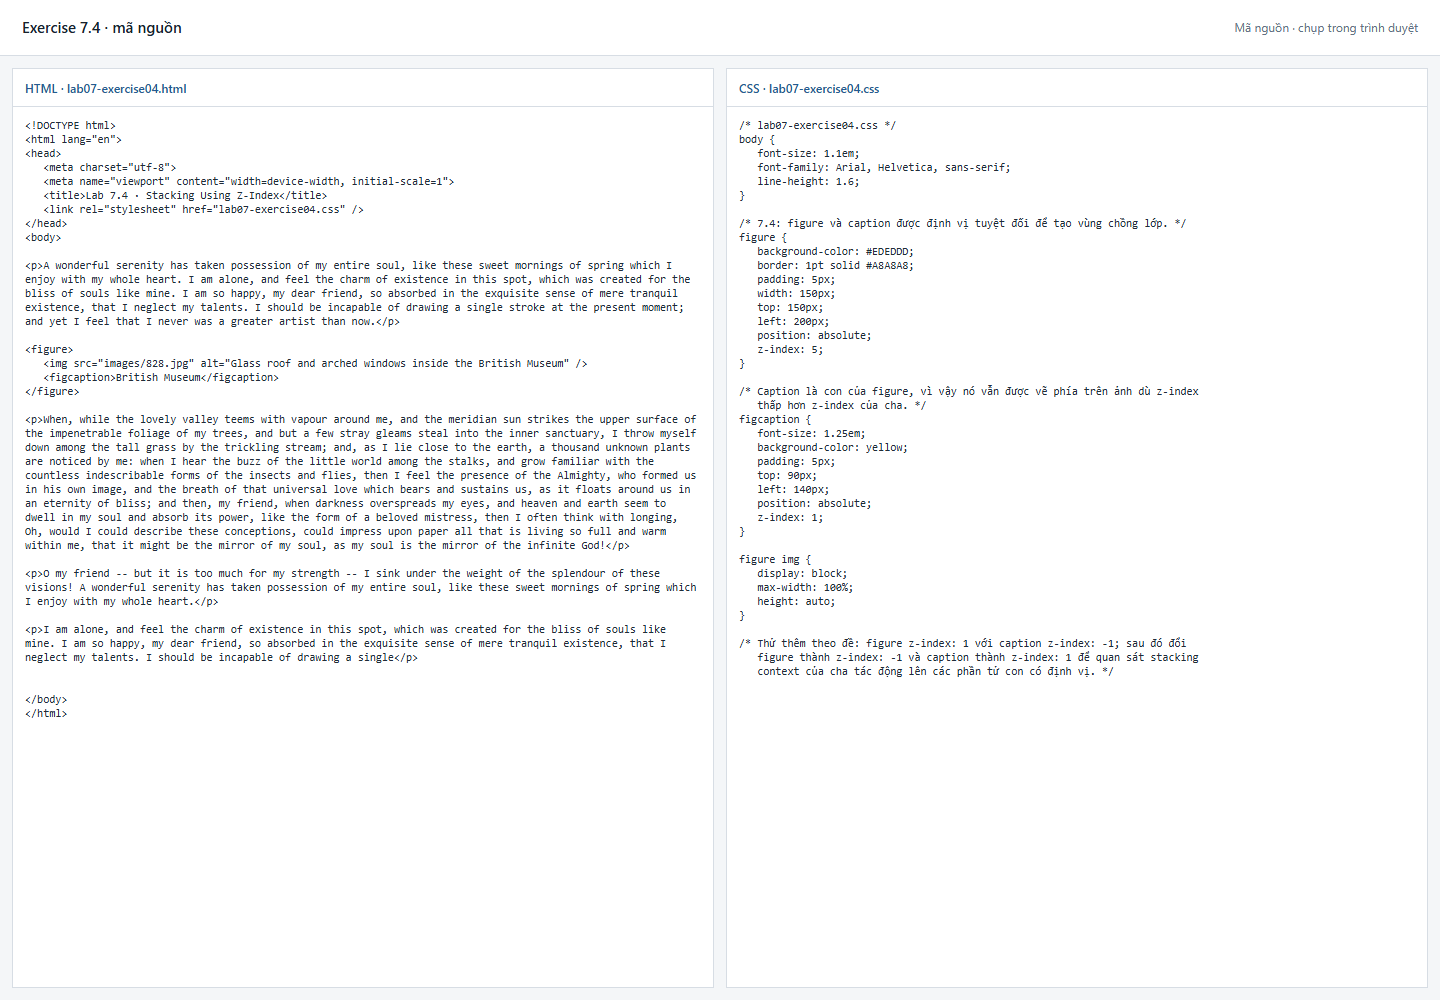 Exercise 7.4 · mã nguồn
Mã nguồn · chụp trong trình duyệt
HTML · lab07-exercise04.html
<!DOCTYPE html>
<html lang="en">
<head>
   <meta charset="utf-8">
   <meta name="viewport" content="width=device-width, initial-scale=1">
   <title>Lab 7.4 · Stacking Using Z-Index</title>
   <link rel="stylesheet" href="lab07-exercise04.css" />
</head>
<body>

<p>A wonderful serenity has taken possession of my entire soul, like these sweet mornings of spring which I
enjoy with my whole heart. I am alone, and feel the charm of existence in this spot, which was created for the
bliss of souls like mine. I am so happy, my dear friend, so absorbed in the exquisite sense of mere tranquil
existence, that I neglect my talents. I should be incapable of drawing a single stroke at the present moment;
and yet I feel that I never was a greater artist than now.</p>

<figure>
   <img src="images/828.jpg" alt="Glass roof and arched windows inside the British Museum" />
   <figcaption>British Museum</figcaption>
</figure>

<p>When, while the lovely valley teems with vapour around me, and the meridian sun strikes the upper surface of
the impenetrable foliage of my trees, and but a few stray gleams steal into the inner sanctuary, I throw myself
down among the tall grass by the trickling stream; and, as I lie close to the earth, a thousand unknown plants
are noticed by me: when I hear the buzz of the little world among the stalks, and grow familiar with the
countless indescribable forms of the insects and flies, then I feel the presence of the Almighty, who formed us
in his own image, and the breath of that universal love which bears and sustains us, as it floats around us in
an eternity of bliss; and then, my friend, when darkness overspreads my eyes, and heaven and earth seem to
dwell in my soul and absorb its power, like the form of a beloved mistress, then I often think with longing,
Oh, would I could describe these conceptions, could impress upon paper all that is living so full and warm
within me, that it might be the mirror of my soul, as my soul is the mirror of the infinite God!</p>

<p>O my friend -- but it is too much for my strength -- I sink under the weight of the splendour of these
visions! A wonderful serenity has taken possession of my entire soul, like these sweet mornings of spring which
I enjoy with my whole heart.</p>

<p>I am alone, and feel the charm of existence in this spot, which was created for the bliss of souls like
mine. I am so happy, my dear friend, so absorbed in the exquisite sense of mere tranquil existence, that I
neglect my talents. I should be incapable of drawing a single</p>

</body>
</html>
CSS · lab07-exercise04.css
/* lab07-exercise04.css */
body {
   font-size: 1.1em;
   font-family: Arial, Helvetica, sans-serif;
   line-height: 1.6;
}

/* 7.4: figure và caption được định vị tuyệt đối để tạo vùng chồng lớp. */
figure {
   background-color: #EDEDDD;
   border: 1pt solid #A8A8A8;
   padding: 5px;
   width: 150px;
   top: 150px;
   left: 200px;
   position: absolute;
   z-index: 5;
}

/* Caption là con của figure, vì vậy nó vẫn được vẽ phía trên ảnh dù z-index
   thấp hơn z-index của cha. */
figcaption {
   font-size: 1.25em;
   background-color: yellow;
   padding: 5px;
   top: 90px;
   left: 140px;
   position: absolute;
   z-index: 1;
}

figure img {
   display: block;
   max-width: 100%;
   height: auto;
}

/* Thử thêm theo đề: figure z-index: 1 với caption z-index: -1; sau đó đổi
   figure thành z-index: -1 và caption thành z-index: 1 để quan sát stacking
   context của cha tác động lên các phần tử con có định vị. */